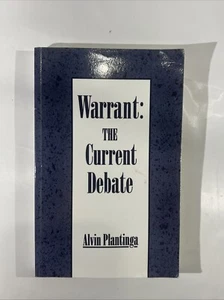 Warrant:
THE
Current
Debate
Alvin Plantinga